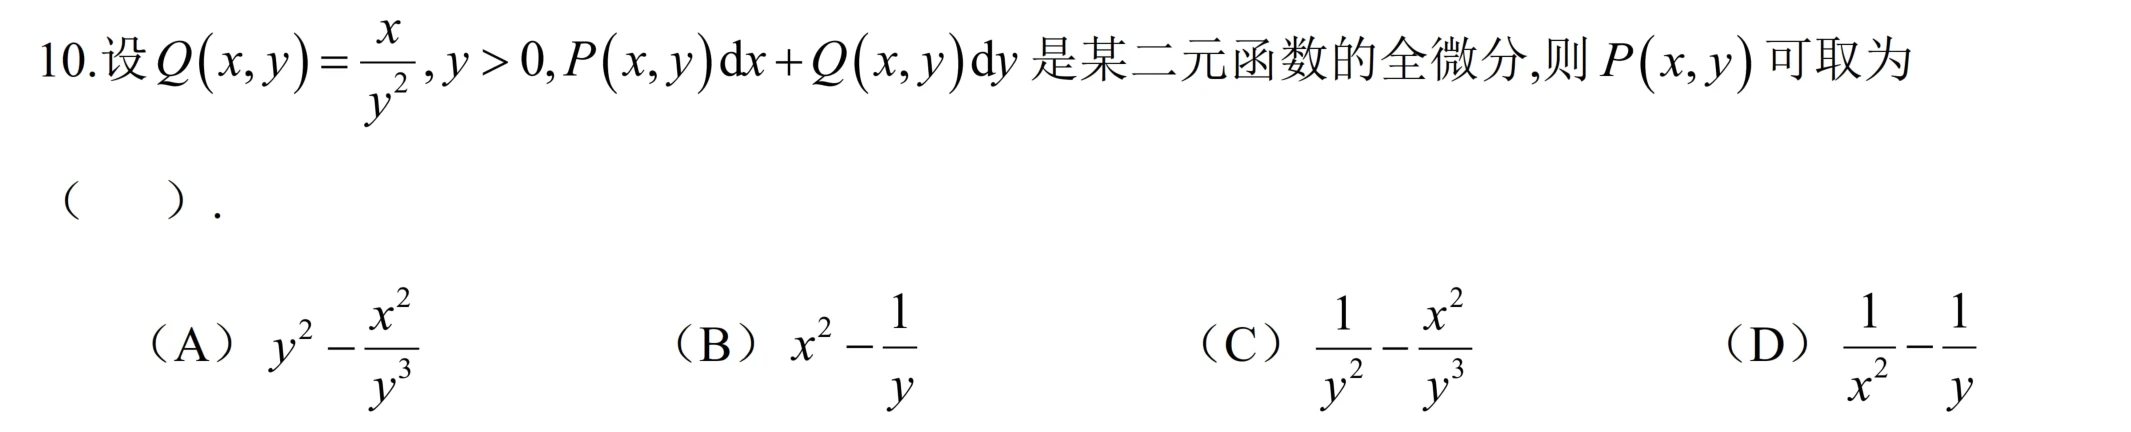 10.设 $Q(x,y)=\frac{x}{y^2},y>0,P(x,y)\mathrm{d}x+Q(x,y)\mathrm{d}y$ 是某二元函数的全微分,则 $P(x,y)$ 可取为
（　　）.
（A） $y^2-\frac{x^2}{y^3}$ （B） $x^2-\frac{1}{y}$ （C） $\frac{1}{y^2}-\frac{x^2}{y^3}$ （D） $\frac{1}{x^2}-\frac{1}{y}$